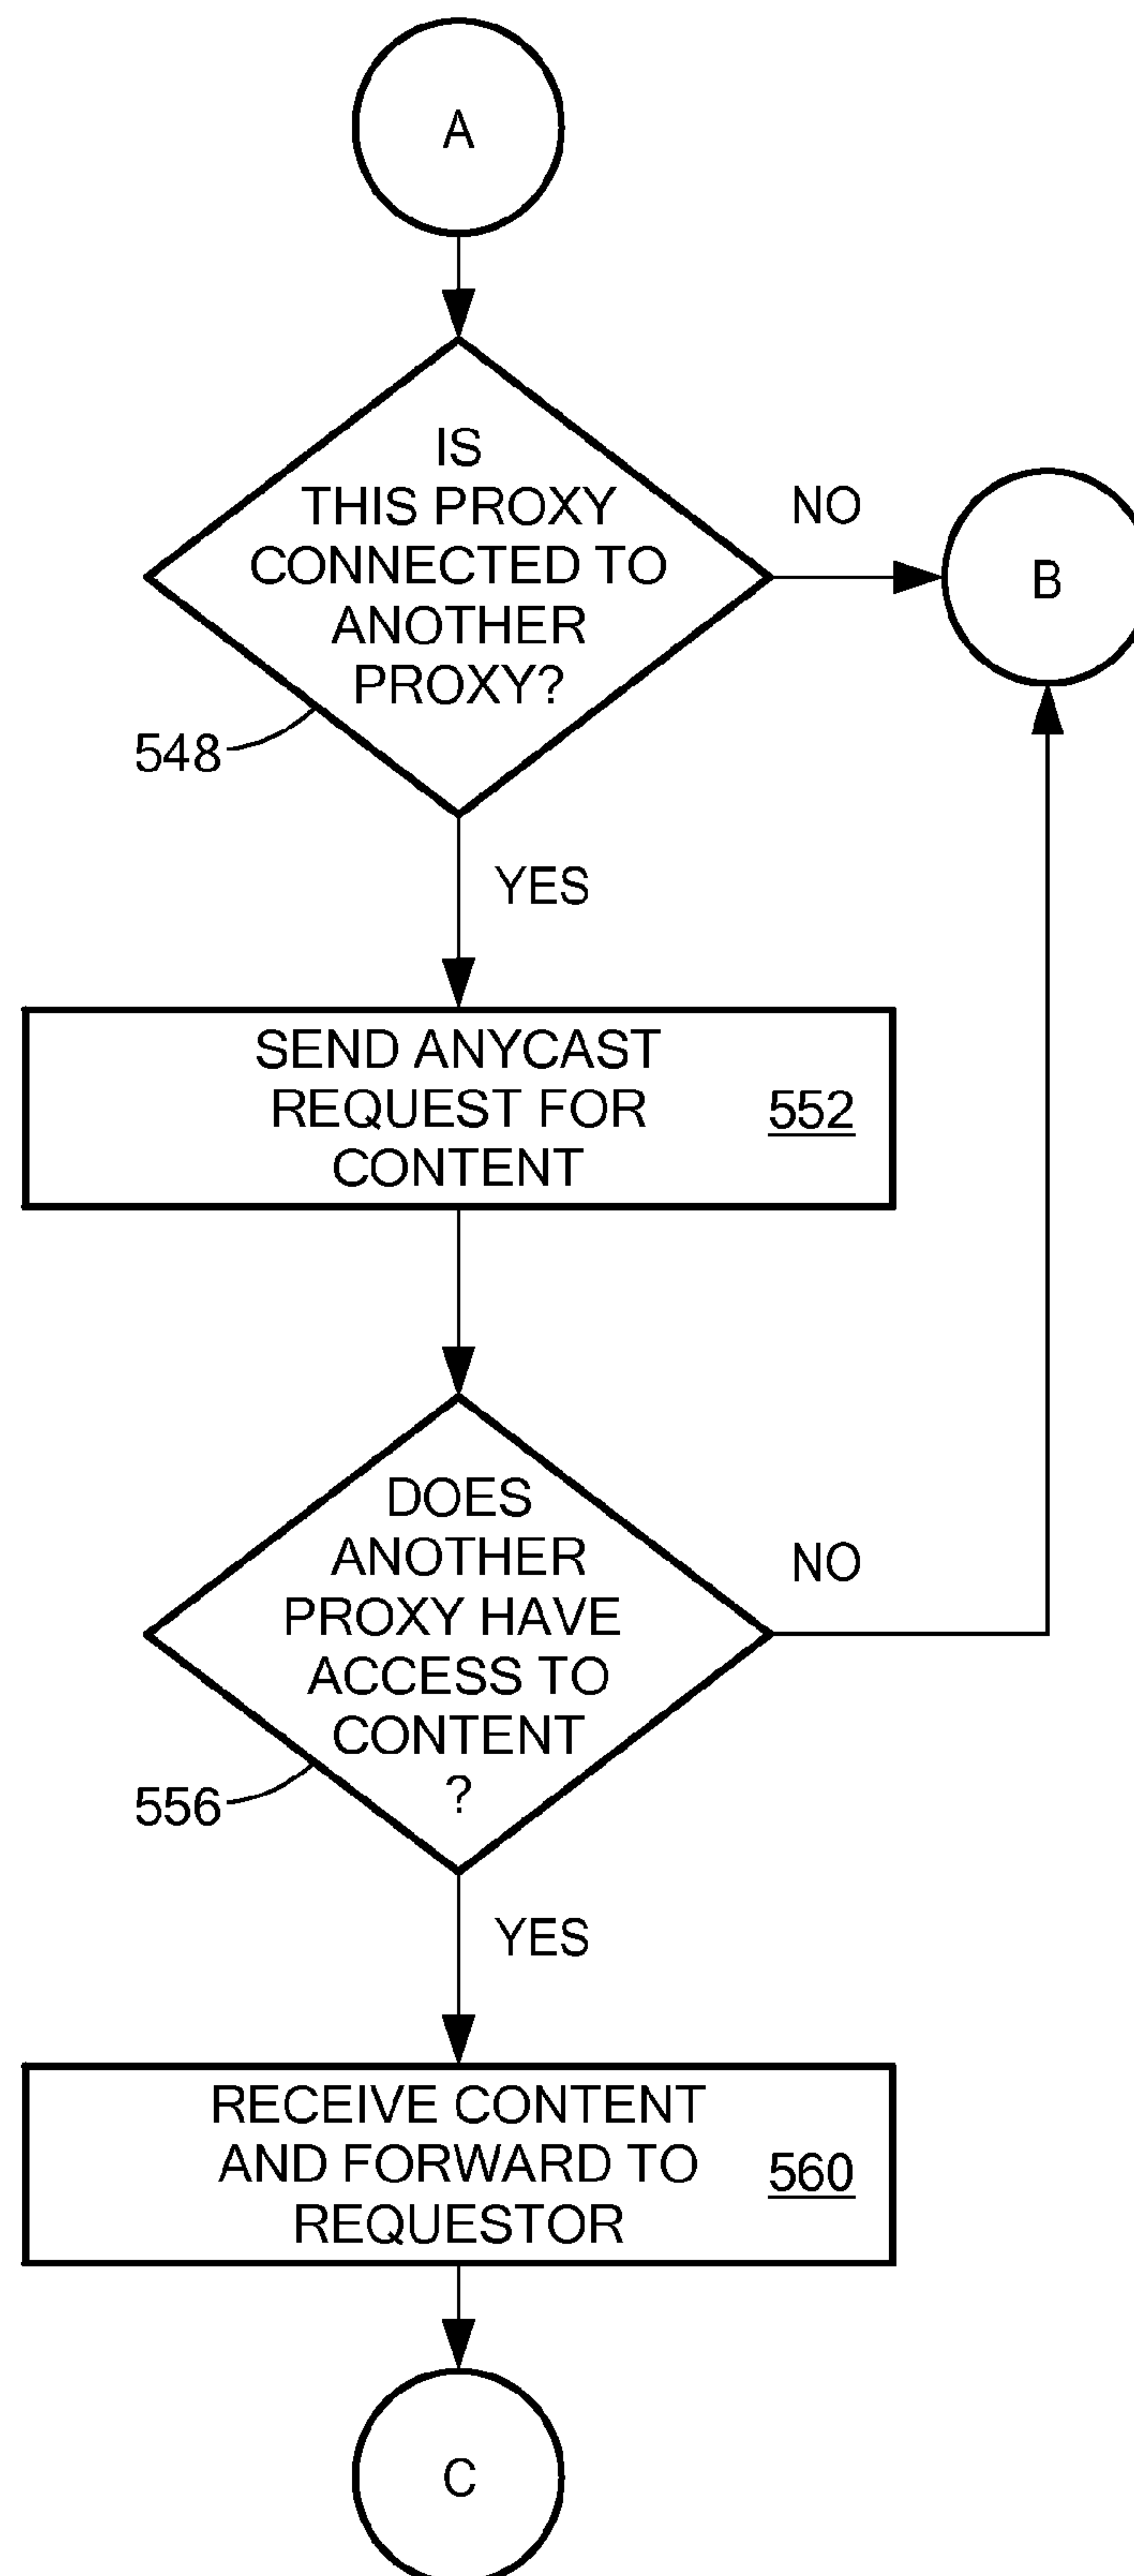 A
IS
THIS PROXY
CONNECTED TO
ANOTHER
PROXY?
NO
B
548
YES
SEND ANYCAST
REQUEST FOR
CONTENT
552
DOES
ANOTHER
PROXY HAVE
ACCESS TO
CONTENT
?
NO
556
YES
RECEIVE CONTENT
AND FORWARD TO
REQUESTOR
560
C